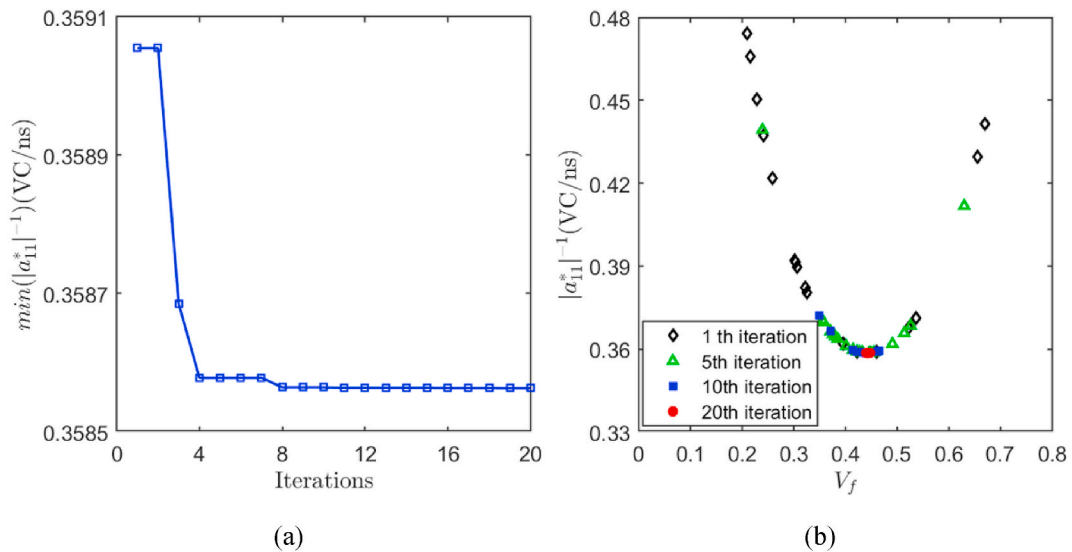 0.3591
0.3589
0.3587
0.3585
min(|a*11|−1)(VC/ns)
0 4 8 12 16 20
Iterations
(a)
0.48
0.45
0.42
0.39
0.36
0.33
|a*11|−1(VC/ns)
1 th iteration
5th iteration
10th iteration
20th iteration
0 0.1 0.2 0.3 0.4 0.5 0.6 0.7 0.8
Vf
(b)